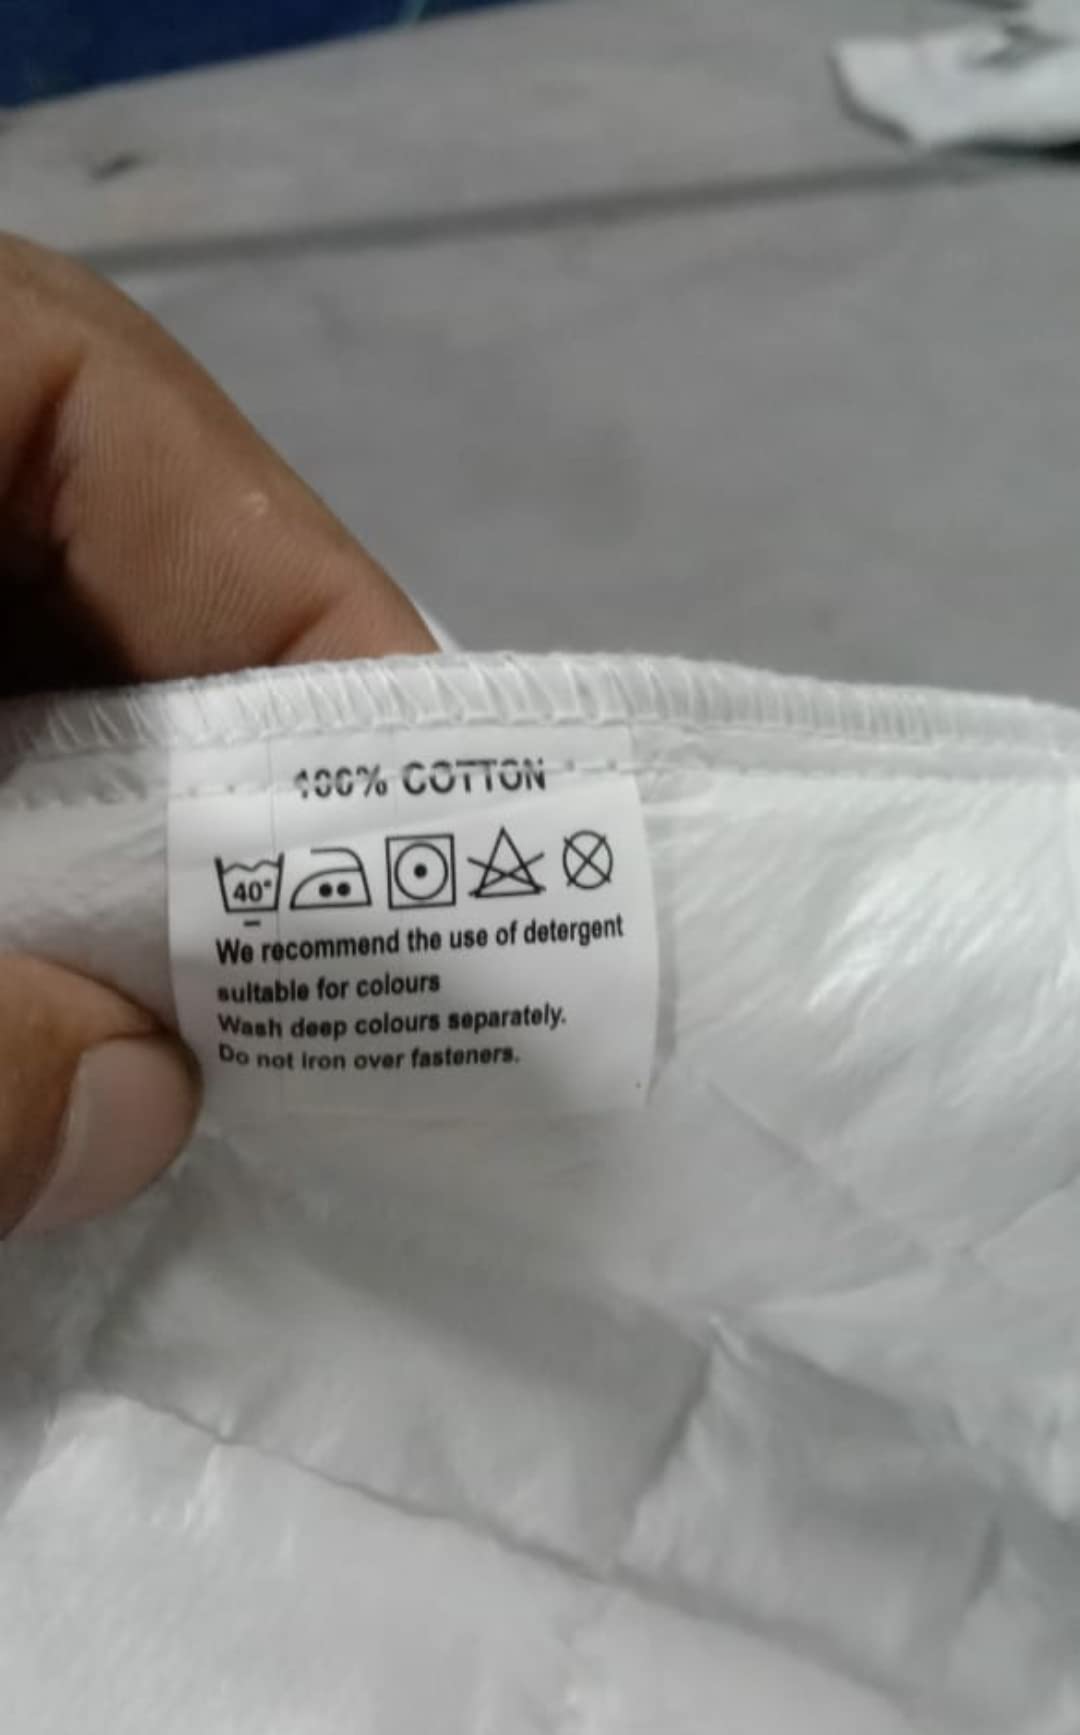 100% COTTON
40°
We recommend the use of detergent
suitable for colours
Wash deep colours separately.
Do not iron over fasteners.